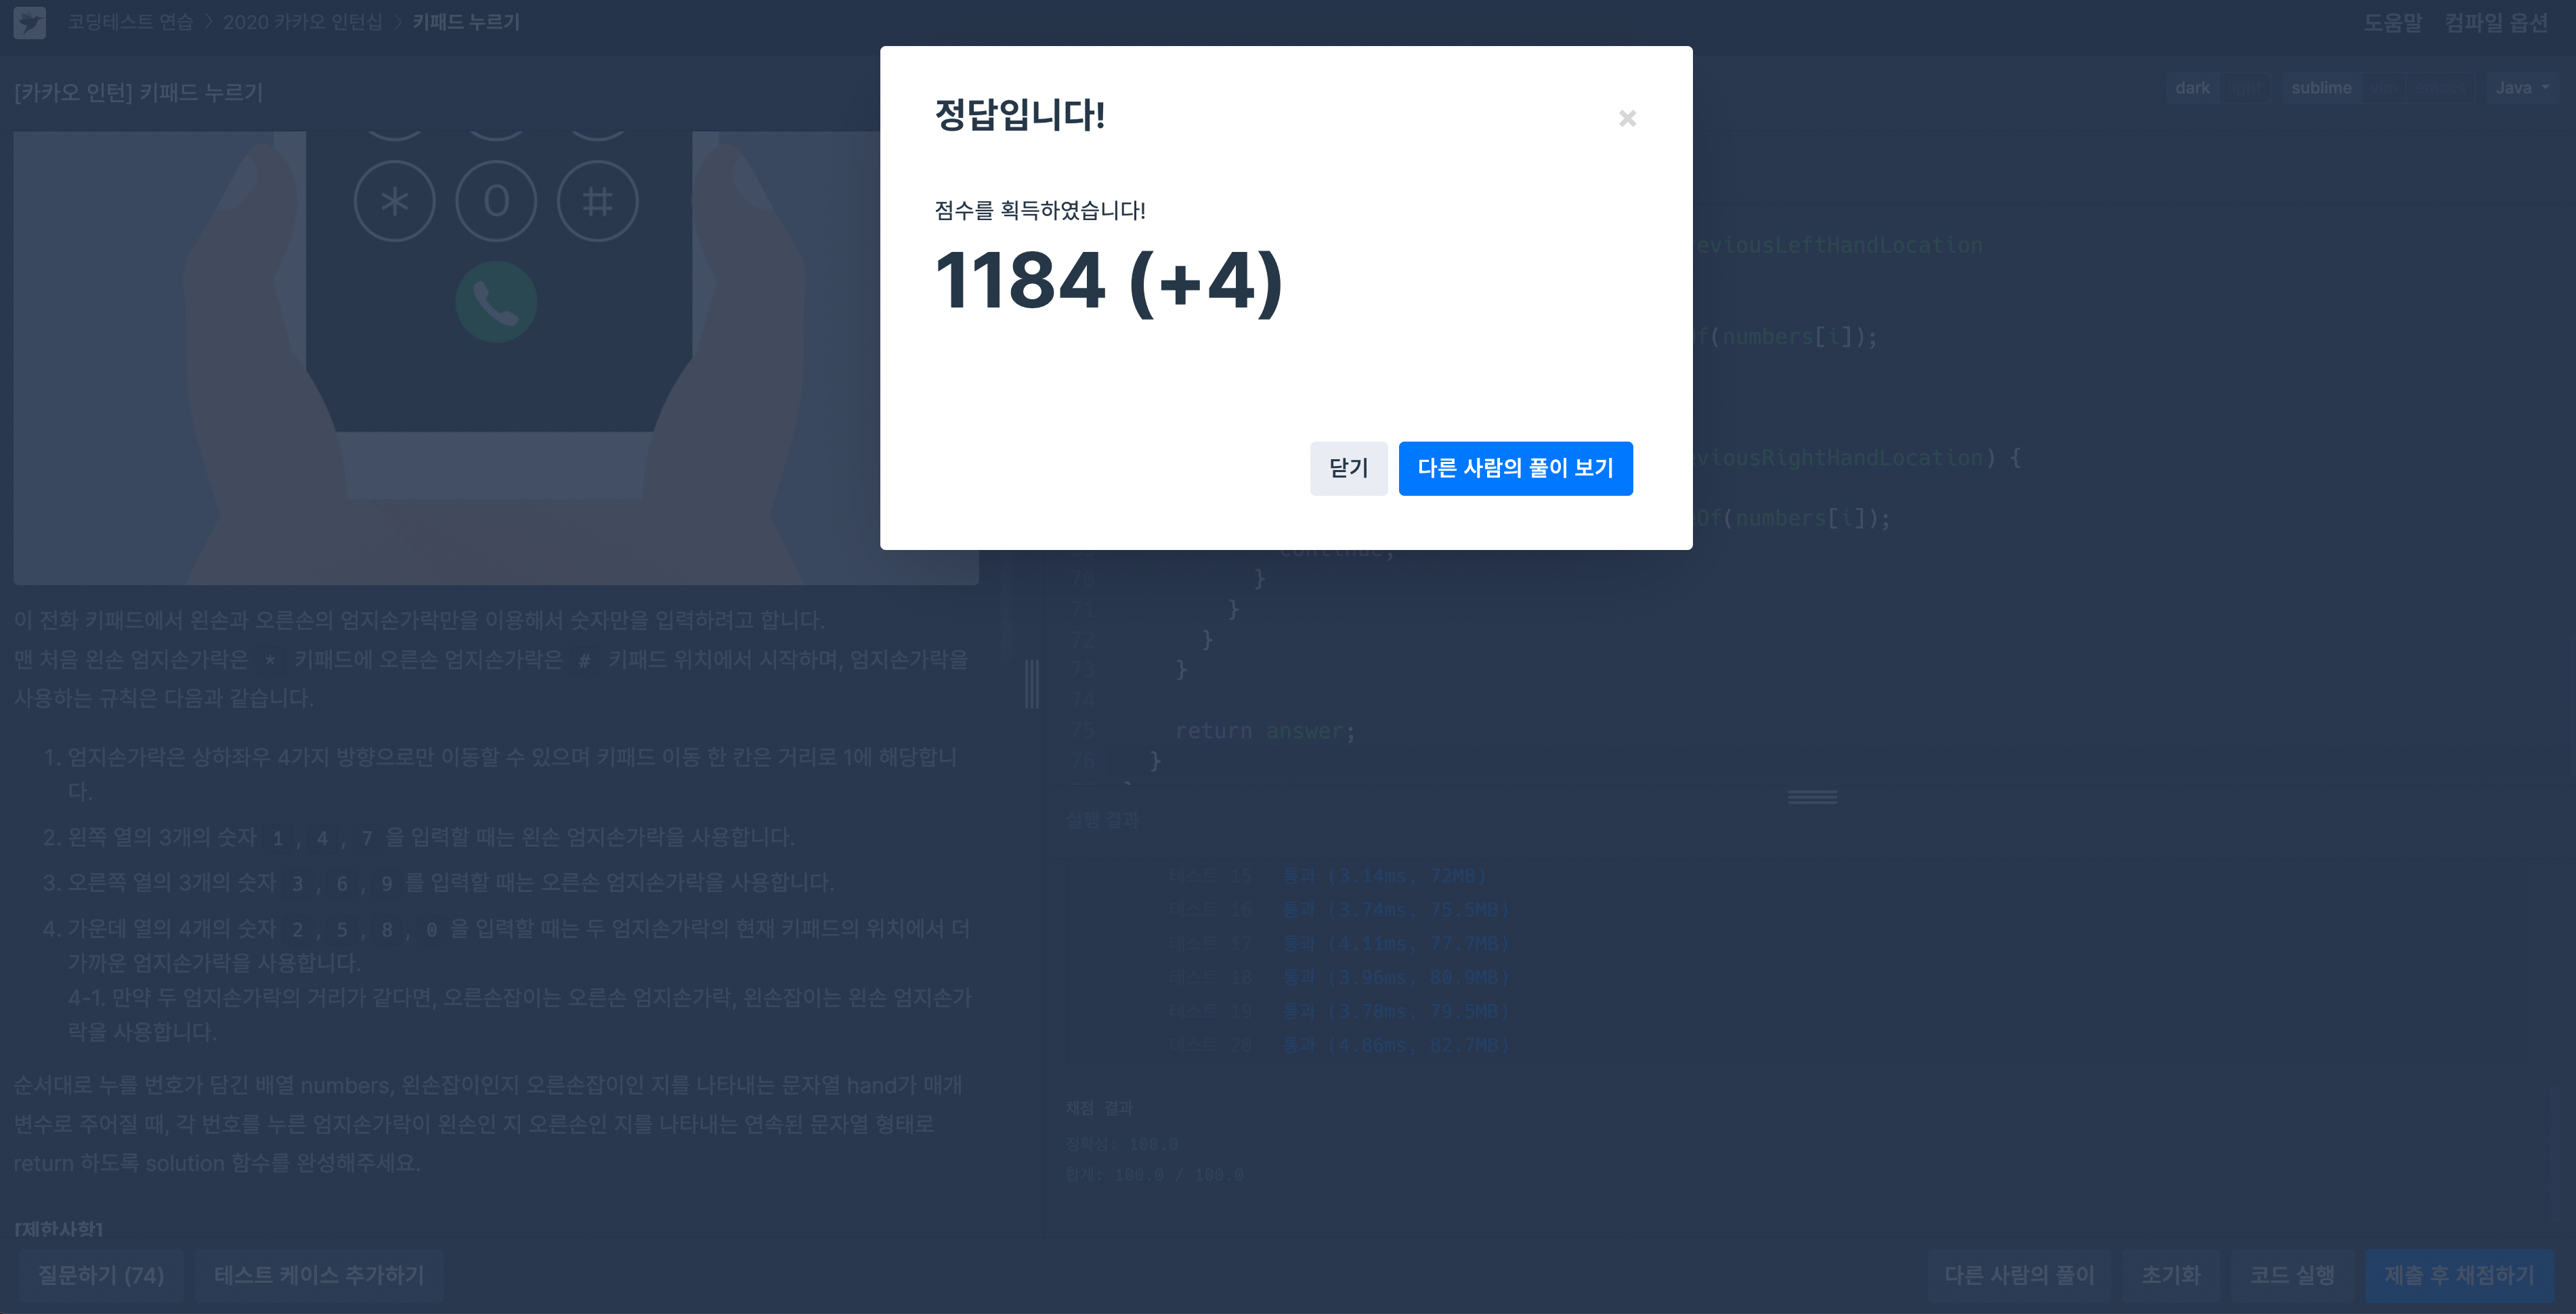 코딩테스트 연습 > 2020 카카오 인턴십 > 키패드 누르기
도움말 컴파일 옵션
[카카오 인턴] 키패드 누르기
dark light sublime vim emacs Java
* 0 #
정답입니다!
×
점수를 획득하였습니다!
1184 (+4)
닫기 다른 사람의 풀이 보기
eviousLeftHandLocation
f(numbers[i]);
eviousRightHandLocation) {
Of(numbers[i]);
continue;
70 }
71 }
72 }
73 }
74
75 return answer;
76 }
이 전화 키패드에서 왼손과 오른손의 엄지손가락만을 이용해서 숫자만을 입력하려고 합니다.
맨 처음 왼손 엄지손가락은 * 키패드에 오른손 엄지손가락은 # 키패드 위치에서 시작하며, 엄지손가락을
사용하는 규칙은 다음과 같습니다.
1. 엄지손가락은 상하좌우 4가지 방향으로만 이동할 수 있으며 키패드 이동 한 칸은 거리로 1에 해당합니
다.
2. 왼쪽 열의 3개의 숫자 1, 4, 7 을 입력할 때는 왼손 엄지손가락을 사용합니다.
3. 오른쪽 열의 3개의 숫자 3, 6, 9 를 입력할 때는 오른손 엄지손가락을 사용합니다.
4. 가운데 열의 4개의 숫자 2, 5, 8, 0 을 입력할 때는 두 엄지손가락의 현재 키패드의 위치에서 더
가까운 엄지손가락을 사용합니다.
4-1. 만약 두 엄지손가락의 거리가 같다면, 오른손잡이는 오른손 엄지손가락, 왼손잡이는 왼손 엄지손가
락을 사용합니다.
순서대로 누를 번호가 담긴 배열 numbers, 왼손잡이인지 오른손잡이인 지를 나타내는 문자열 hand가 매개
변수로 주어질 때, 각 번호를 누른 엄지손가락이 왼손인 지 오른손인 지를 나타내는 연속된 문자열 형태로
return 하도록 solution 함수를 완성해주세요.
[제한사항]
실행 결과
테스트 15 통과 (3.14ms, 72MB)
테스트 16 통과 (3.74ms, 75.5MB)
테스트 17 통과 (4.11ms, 77.7MB)
테스트 18 통과 (3.96ms, 80.9MB)
테스트 19 통과 (3.78ms, 79.5MB)
테스트 20 통과 (4.86ms, 82.7MB)
채점 결과
정확성: 100.0
합계: 100.0 / 100.0
질문하기 (74) 테스트 케이스 추가하기
다른 사람의 풀이 초기화 코드 실행 제출 후 채점하기